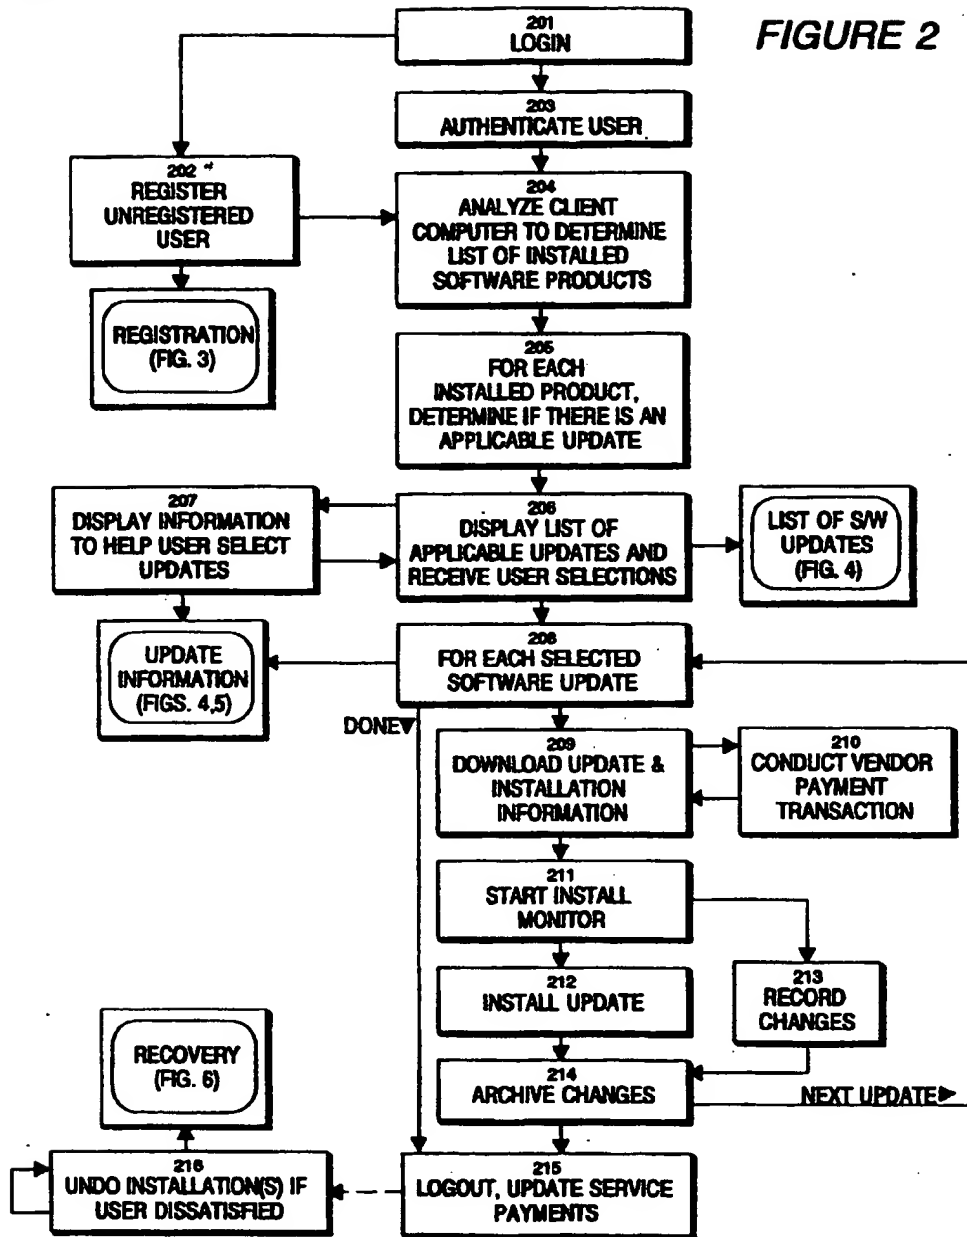 FIGURE 2
201
LOGIN
203
AUTHENTICATE USER
202
REGISTER
UNREGISTERED
USER
204
ANALYZE CLIENT
COMPUTER TO DETERMINE
LIST OF INSTALLED
SOFTWARE PRODUCTS
REGISTRATION
(FIG. 3)
205
FOR EACH
INSTALLED PRODUCT,
DETERMINE IF THERE IS AN
APPLICABLE UPDATE
207
DISPLAY INFORMATION
TO HELP USER SELECT
UPDATES
206
DISPLAY LIST OF
APPLICABLE UPDATES AND
RECEIVE USER SELECTIONS
LIST OF S/W
UPDATES
(FIG. 4)
UPDATE
INFORMATION
(FIGS. 4,5)
208
FOR EACH SELECTED
SOFTWARE UPDATE
DONE
209
DOWNLOAD UPDATE &
INSTALLATION
INFORMATION
210
CONDUCT VENDOR
PAYMENT
TRANSACTION
211
START INSTALL
MONITOR
212
INSTALL UPDATE
213
RECORD
CHANGES
RECOVERY
(FIG. 6)
214
ARCHIVE CHANGES
NEXT UPDATE
216
UNDO INSTALLATION(S) IF
USER DISSATISFIED
215
LOGOUT, UPDATE SERVICE
PAYMENTS